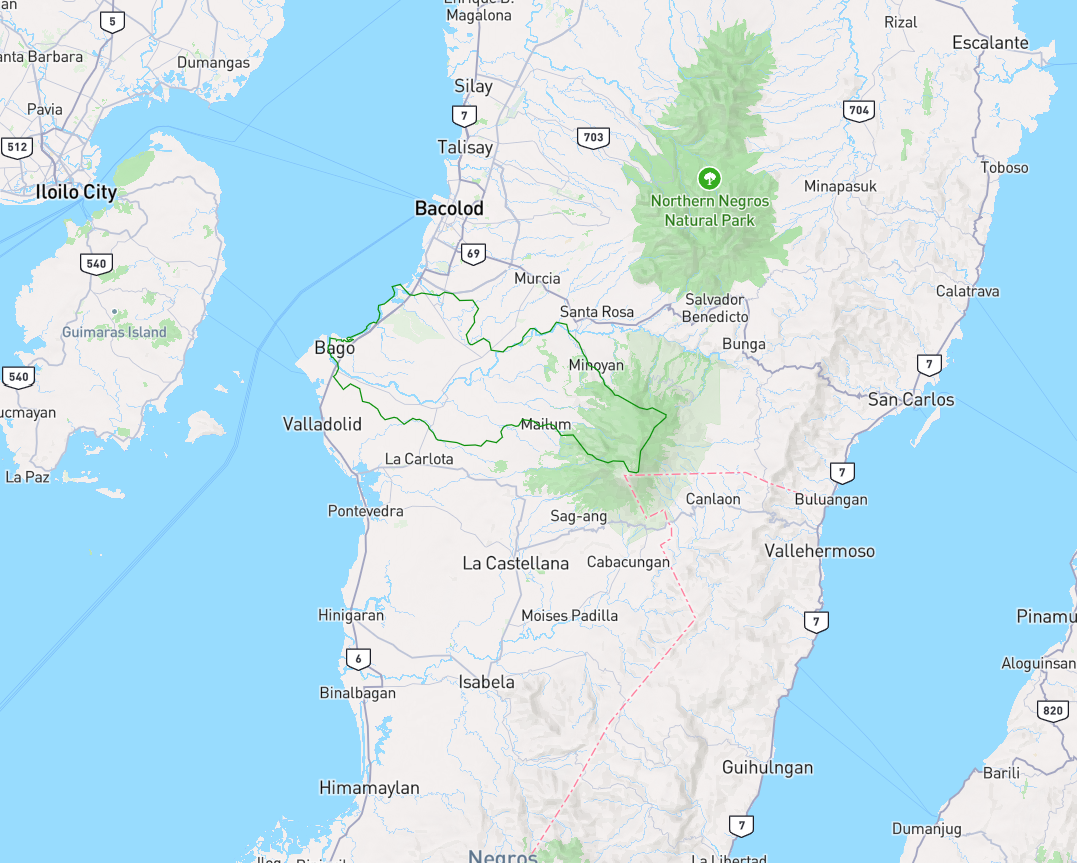 an
5
Enrique B.
Magalona
Rizal
Escalante
anta Barbara
Dumangas
Silay
Pavia
7
703
704
512
Talisay
Toboso
Iloilo City
Minapasuk
Northern Negros
Natural Park
Bacolod
69
540
Murcia
Calatrava
Salvador
Benedicto
Santa Rosa
Guimaras Island
Bago
Bunga
Minoyan
7
540
San Carlos
ucmayan
Valladolid
Mailum
La Carlota
La Paz
7
Canlaon
Buluangan
Pontevedra
Sag-ang
Vallehermoso
La Castellana
Cabacungan
Hinigaran
Moises Padilla
7
Pinamu
6
Aloguinsan
Isabela
Binalbagan
820
Guihulngan
Barili
Himamaylan
7
Dumanjug
Negros
La Libertad